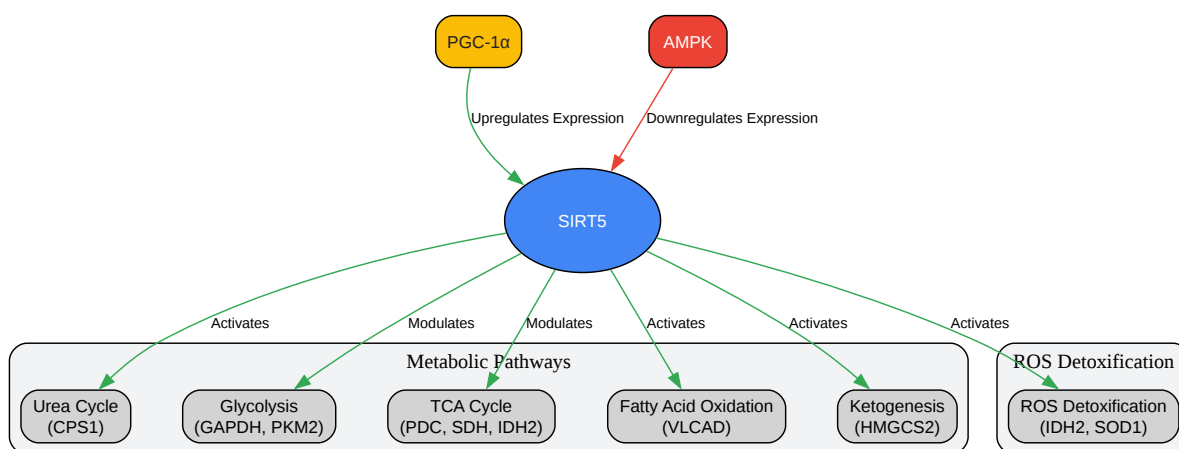 PGC-1α
AMPK
Upregulates Expression
Downregulates Expression
SIRT5
Activates
Modulates
Modulates
Activates
Activates
Activates
Metabolic Pathways
ROS Detoxification
Urea Cycle
(CPS1)
Glycolysis
(GAPDH, PKM2)
TCA Cycle
(PDC, SDH, IDH2)
Fatty Acid Oxidation
(VLCAD)
Ketogenesis
(HMGCS2)
ROS Detoxification
(IDH2, SOD1)